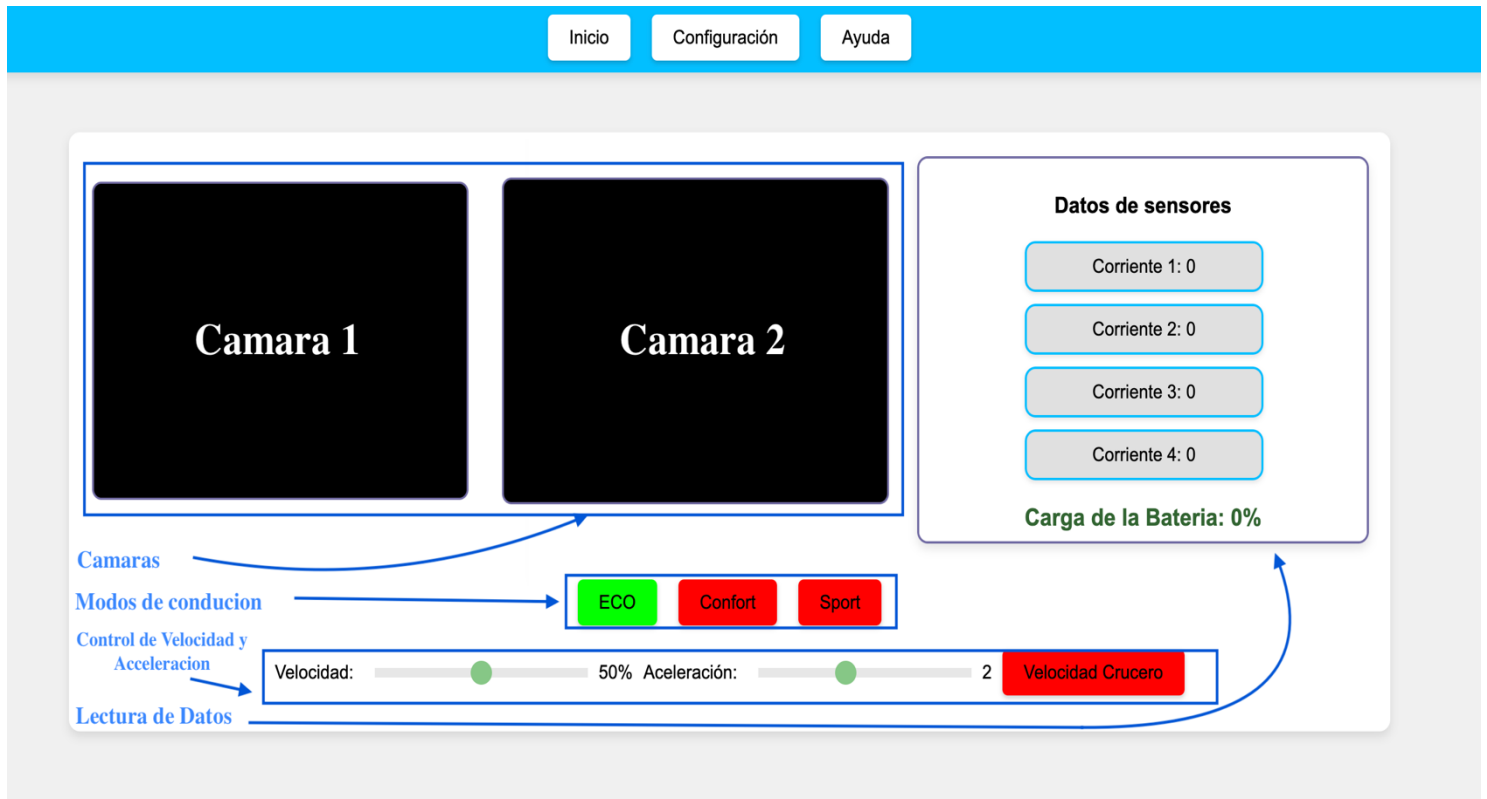 Inicio
Configuración
Ayuda
Camara 1
Camara 2
Datos de sensores
Corriente 1: 0
Corriente 2: 0
Corriente 3: 0
Corriente 4: 0
Carga de la Bateria: 0%
Camaras
Modos de conducion
ECO
Confort
Sport
Control de Velocidad y
Acceleracion
Velocidad:
50%
Aceleración:
2
Velocidad Crucero
Lectura de Datos